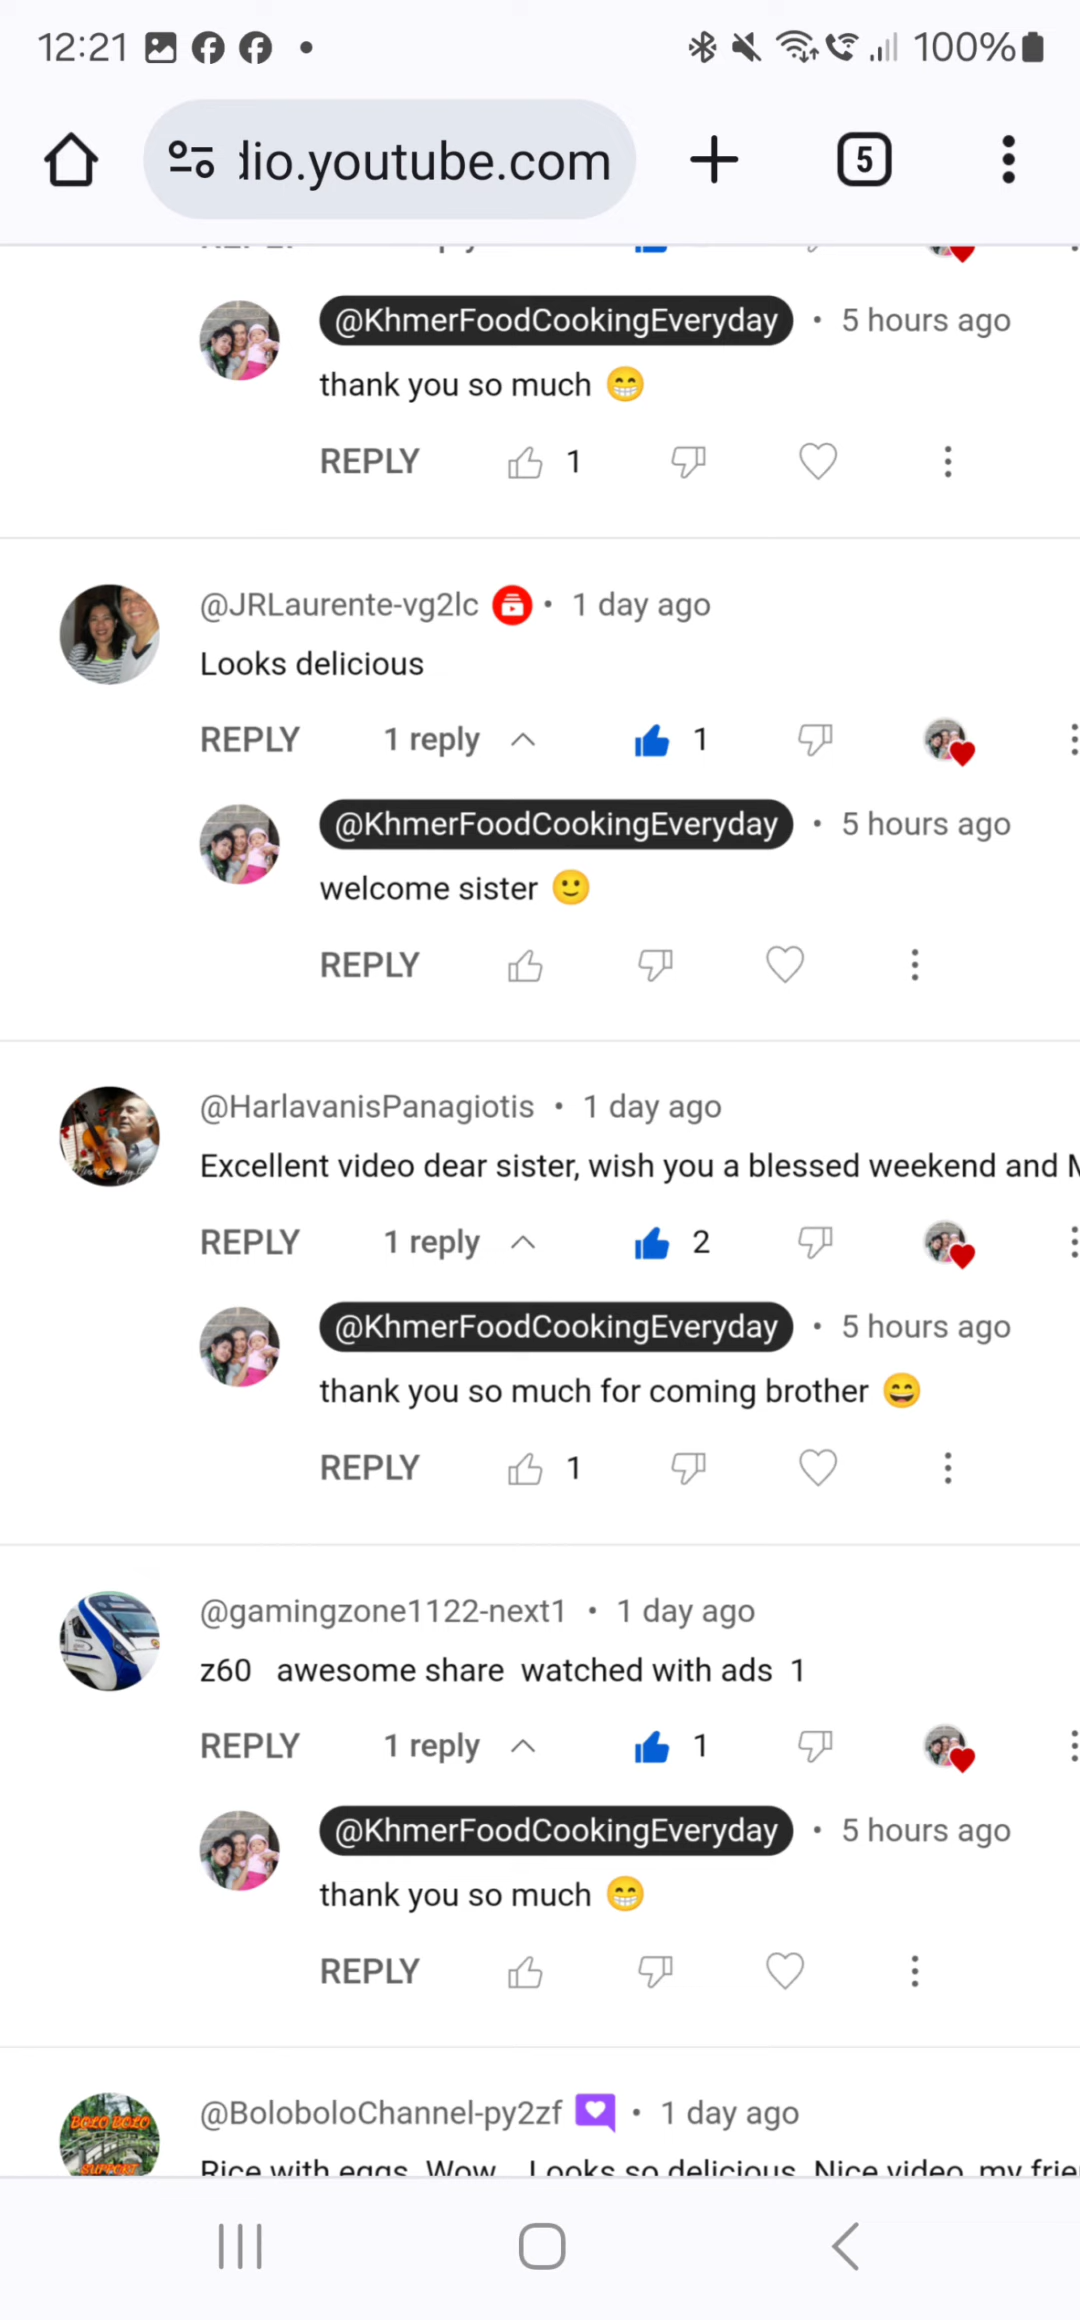 12:21 100%
lio.youtube.com 5
@KhmerFoodCookingEveryday • 5 hours ago
thank you so much 😁
REPLY 1
@JRLaurente-vg2lc • 1 day ago
Looks delicious
REPLY 1 reply 1
@KhmerFoodCookingEveryday • 5 hours ago
welcome sister 🙂
REPLY
@HarlavanisPanagiotis • 1 day ago
Excellent video dear sister, wish you a blessed weekend and
REPLY 1 reply 2
@KhmerFoodCookingEveryday • 5 hours ago
thank you so much for coming brother 😄
REPLY 1
@gamingzone1122-next1 • 1 day ago
z60 awesome share watched with ads 1
REPLY 1 reply 1
@KhmerFoodCookingEveryday • 5 hours ago
thank you so much 😁
REPLY
BOLO BOLO
SUPPORT
@BoloboloChannel-py2zf • 1 day ago
Rice with eggs Wow Looks so delicious Nice video my frie